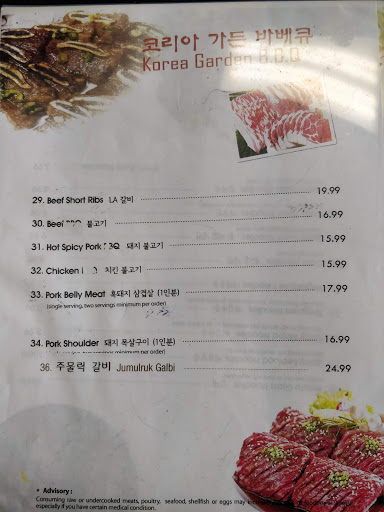 코리아 가든 바베큐
Korea Garden B.B.Q
29. Beef Short Ribs LA 갈비 19.99
30. Beef 불고기 16.99
31. Hot Spicy Pork 돼지 불고기 15.99
32. Chicken 치킨 불고기 15.99
33. Pork Belly Meat 흑돼지 삼겹살 (1인분) 17.99
(single serving, two servings minimum per order)
34. Pork Shoulder 돼지 목살구이 (1인분) 16.99
servings minimum per order)
36. 주물럭 갈비 Jumulruk Galbi 24.99
* Advisory :
Consuming raw or undercooked meats, poultry, seafood, shellfish or eggs may
especially if you have certain medical condition.